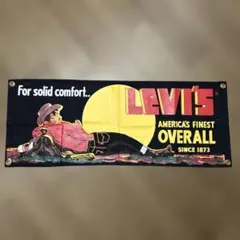 For solid comfort..
LEVI'S
AMERICA'S FINEST
OVERALL
SINCE 1873